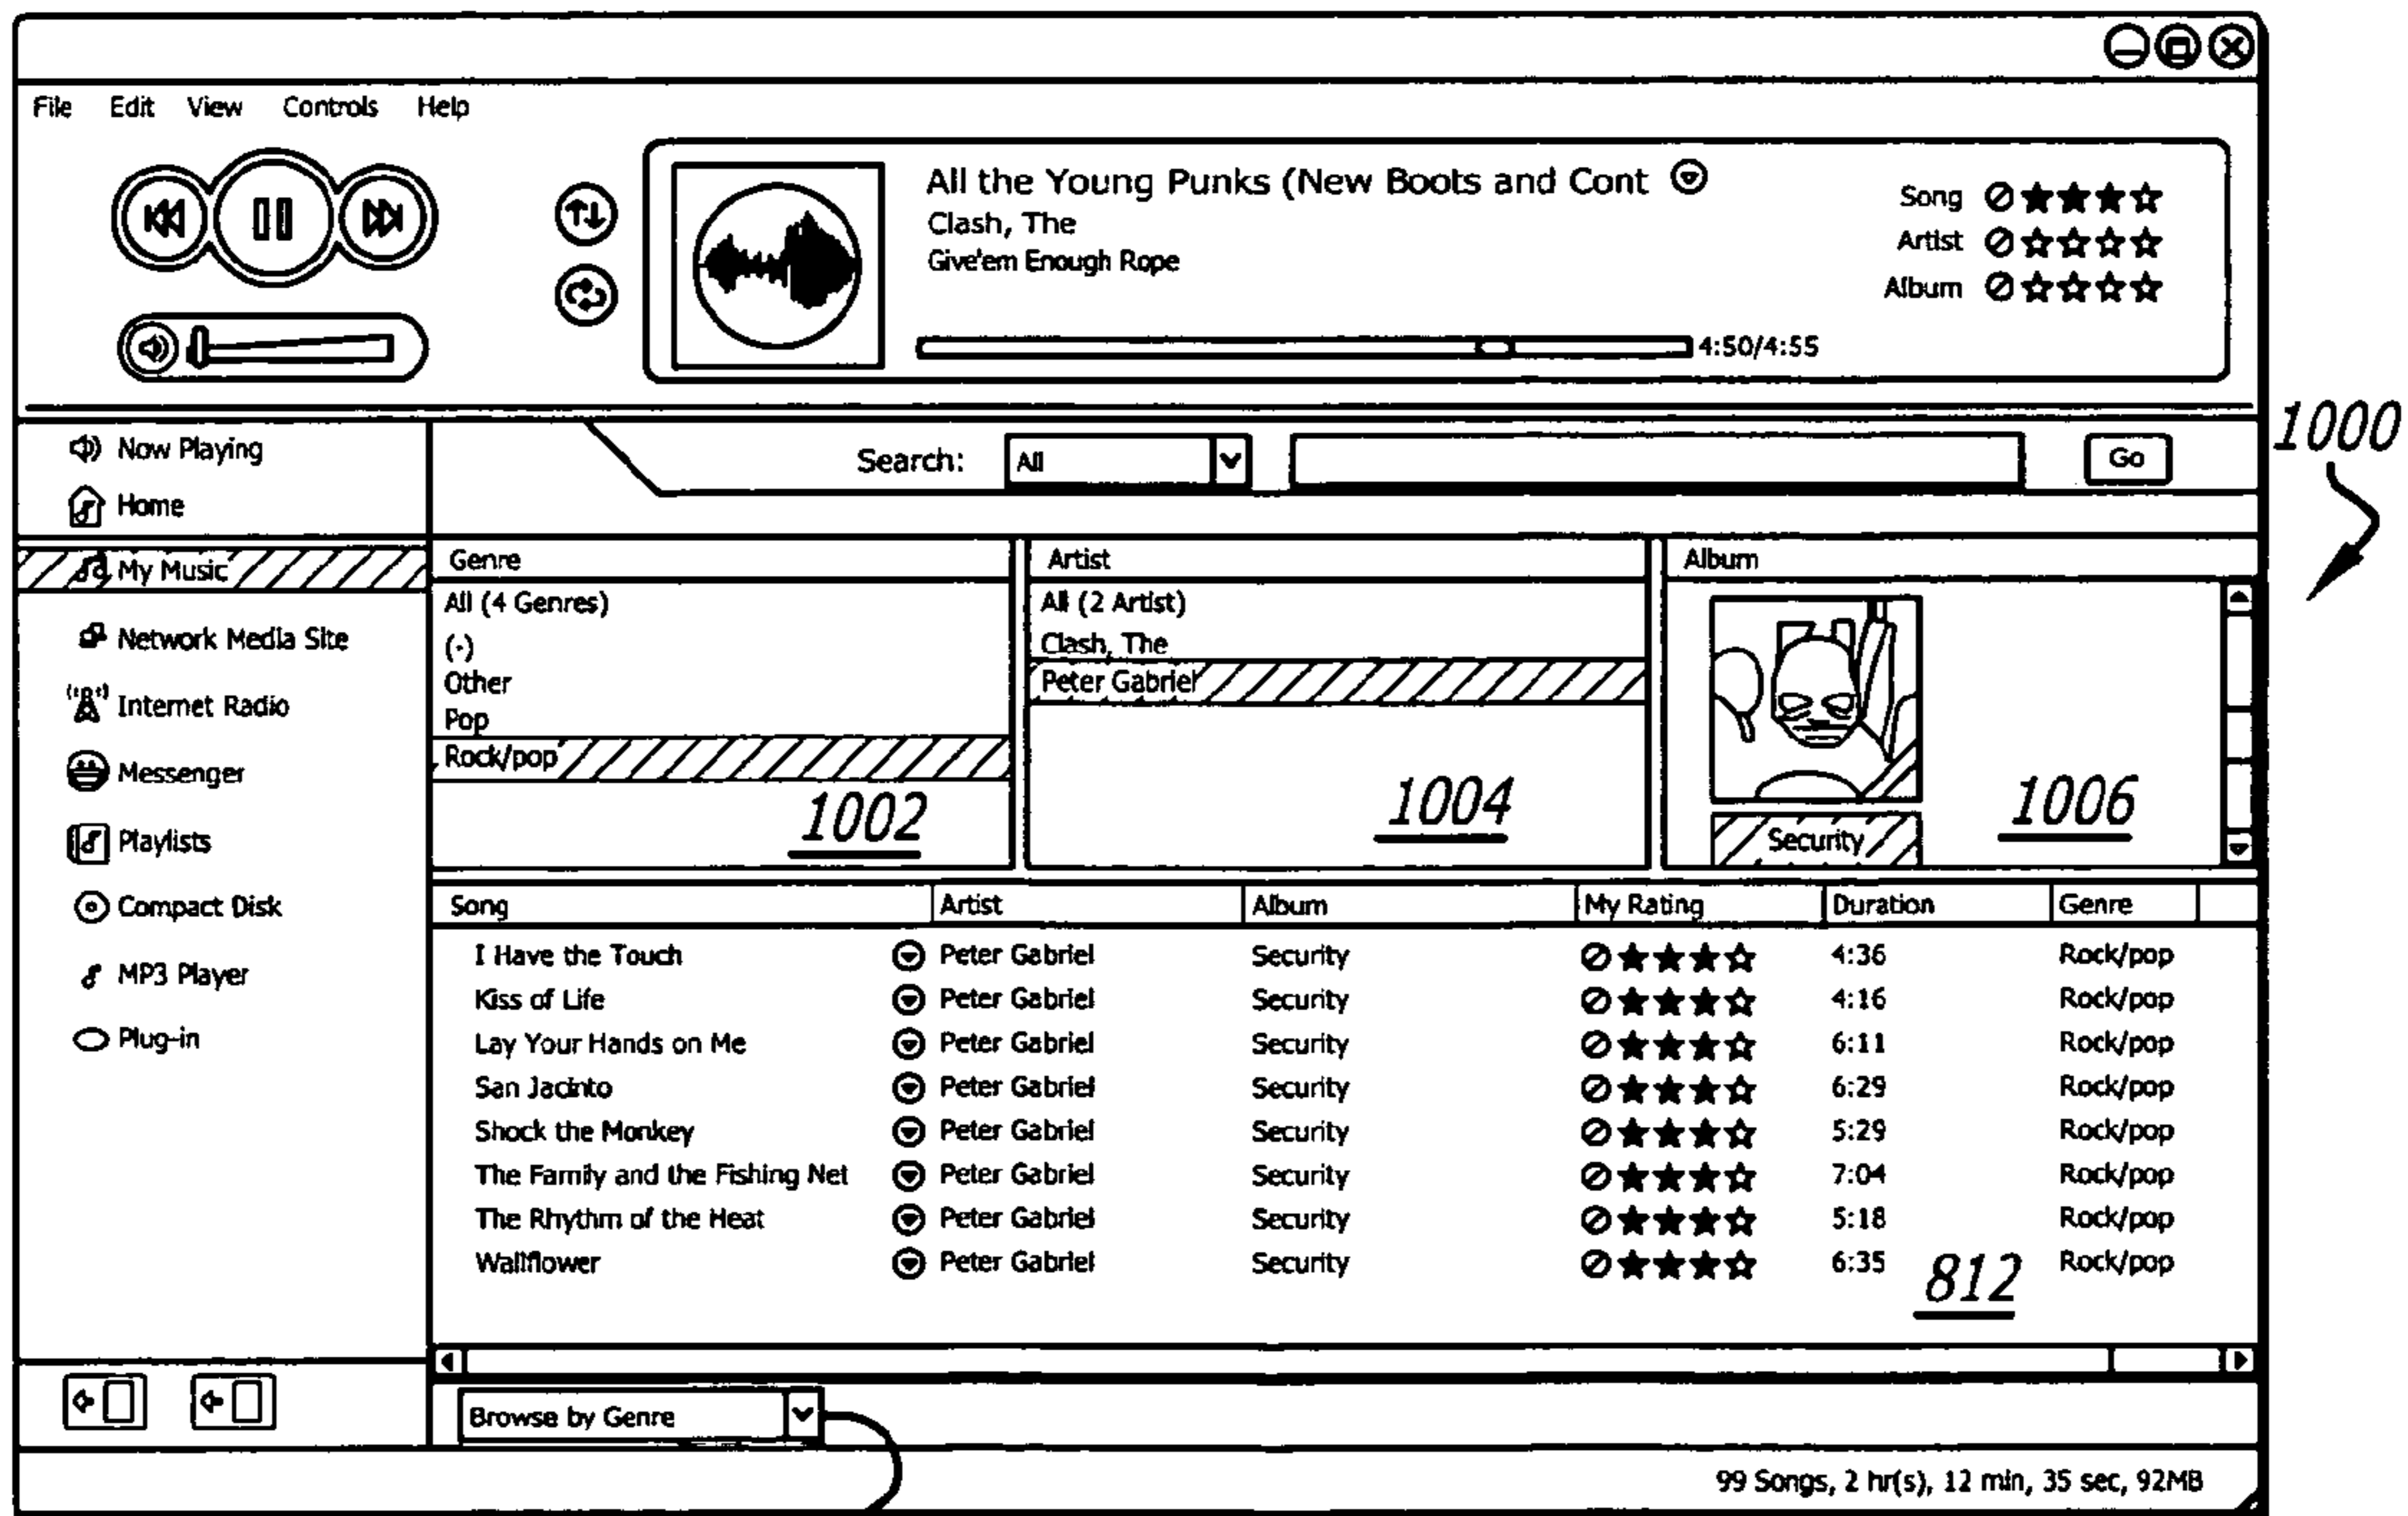 File Edit View Controls Help
All the Young Punks (New Boots and Cont
Clash, The
Give'em Enough Rope
Song
Artist
Album
4:50/4:55
1000
Now Playing
Home
My Music
Network Media Site
Internet Radio
Messenger
Playlists
Compact Disk
MP3 Player
Plug-in
Search: All Go
Genre
All (4 Genres)
(-)
Other
Pop
Rock/pop
1002
Artist
All (2 Artist)
Clash, The
Peter Gabriel
1004
Album
Security
1006
Song Artist Album My Rating Duration Genre
I Have the Touch Peter Gabriel Security 4:36 Rock/pop
Kiss of Life Peter Gabriel Security 4:16 Rock/pop
Lay Your Hands on Me Peter Gabriel Security 6:11 Rock/pop
San Jacinto Peter Gabriel Security 6:29 Rock/pop
Shock the Monkey Peter Gabriel Security 5:29 Rock/pop
The Family and the Fishing Net Peter Gabriel Security 7:04 Rock/pop
The Rhythm of the Heat Peter Gabriel Security 5:18 Rock/pop
Wallflower Peter Gabriel Security 6:35 Rock/pop
812
Browse by Genre
99 Songs, 2 hr(s), 12 min, 35 sec, 92MB